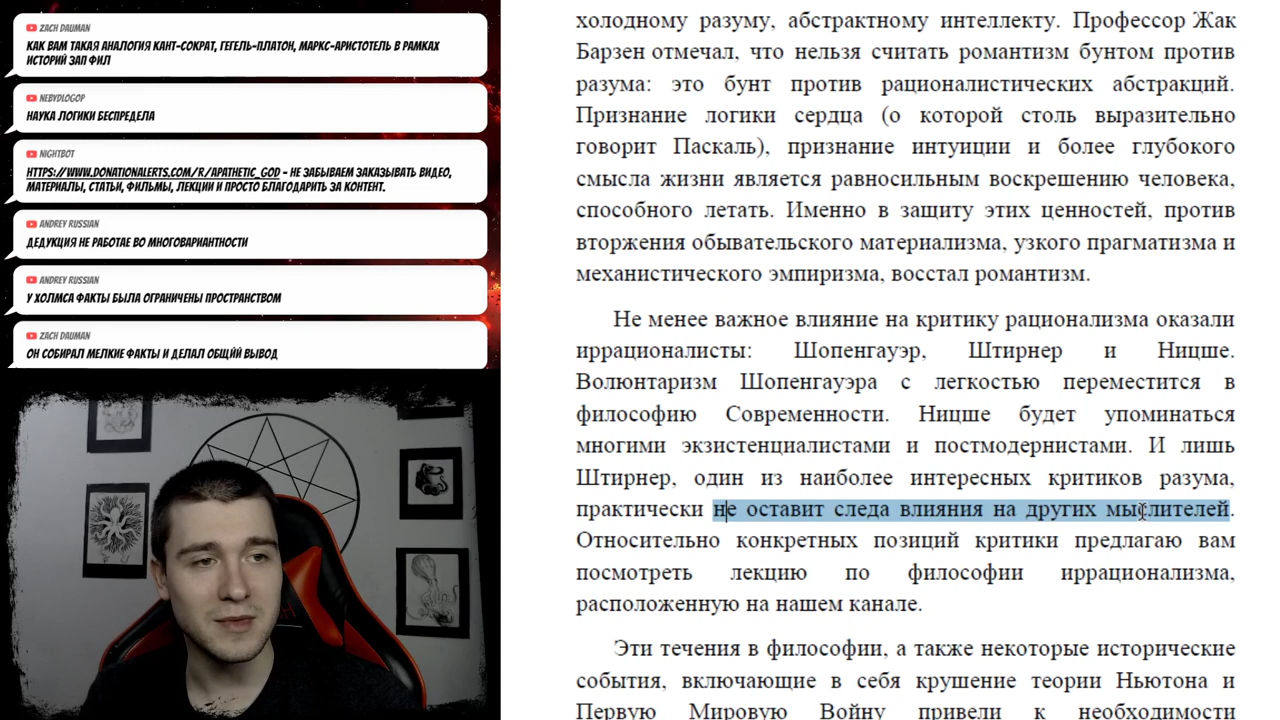 ZACH DAUMAN
КАК ВАМ ТАКАЯ АНАЛОГИЯ КАНТ-СОКРАТ, ГЕГЕЛЬ-ПЛАТОН, МАРКС-АРИСТОТЕЛЬ В РАМКАХ
ИСТОРИЙ ЗАП ФИЛ
NEBYDLOGOP
НАУКА ЛОГИКИ БЕСПРЕДЕЛА
NIGHTBOT
HTTPS://WWW.DONATIONALERTS.COM/R/APATHETIC_GOD - НЕ ЗАБЫВАЕМ ЗАКАЗЫВАТЬ ВИДЕО,
МАТЕРИАЛЫ, СТАТЬИ, ФИЛЬМЫ, ЛЕКЦИИ И ПРОСТО БЛАГОДАРИТЬ ЗА КОНТЕНТ.
ANDREY RUSSIAN
ДЕДУКЦИЯ НЕ РАБОТАЕ ВО МНОГОВАРИАНТНОСТИ
ANDREY RUSSIAN
У ХОЛМСА ФАКТЫ БЫЛА ОГРАНИЧЕНЫ ПРОСТРАНСТВОМ
ZACH DAUMAN
ОН СОБИРАЛ МЕЛКИЕ ФАКТЫ И ДЕЛАЛ ОБЩЙЙ ВЫВОД
холодному разуму, абстрактному интеллекту. Профессор Жак
Барзен отмечал, что нельзя считать романтизм бунтом против
разума: это бунт против рационалистических абстракций.
Признание логики сердца (о которой столь выразительно
говорит Паскаль), признание интуиции и более глубокого
смысла жизни является равносильным воскрешению человека,
способного летать. Именно в защиту этих ценностей, против
вторжения обывательского материализма, узкого прагматизма и
механистического эмпиризма, восстал романтизм.
Не менее важное влияние на критику рационализма оказали
иррационалисты: Шопенгауэр, Штирнер и Ницше.
Волюнтаризм Шопенгауэра с легкостью переместится в
философию Современности. Ницше будет упоминаться
многими экзистенциалистами и постмодернистами. И лишь
Штирнер, один из наиболее интересных критиков разума,
практически не оставит следа влияния на других мыслителей.
Относительно конкретных позиций критики предлагаю вам
посмотреть лекцию по философии иррационализма,
расположенную на нашем канале.
Эти течения в философии, а также некоторые исторические
события, включающие в себя крушение теории Ньютона и
Первую Мировую Войну привели к необходимости